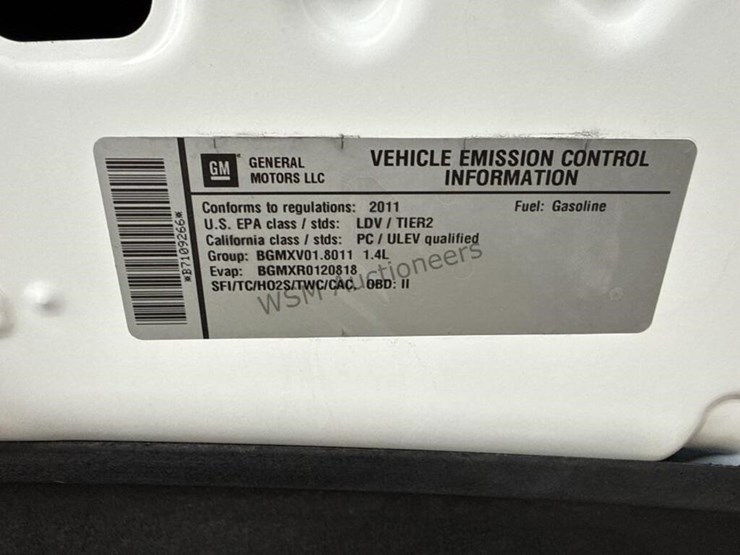 GM GENERAL MOTORS LLC
VEHICLE EMISSION CONTROL
INFORMATION
Conforms to regulations: 2011
Fuel: Gasoline
U.S. EPA class / stds: LDV / TIER2
California class / stds: PC / ULEV qualified
Group: BGMXV01.8011 1.4L
Evap: BGMXR0120818
SFI/TC/HO2S/TWC/CAC, OBD: II
*B7109266*
WSM Auctioneers